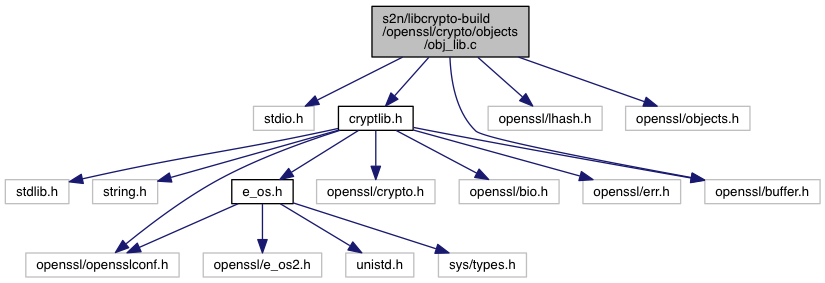 s2n/libcrypto-build
/openssl/crypto/objects
/obj_lib.c
stdio.h
cryptlib.h
openssl/lhash.h
openssl/objects.h
stdlib.h
string.h
e_os.h
openssl/crypto.h
openssl/bio.h
openssl/err.h
openssl/buffer.h
openssl/opensslconf.h
openssl/e_os2.h
unistd.h
sys/types.h